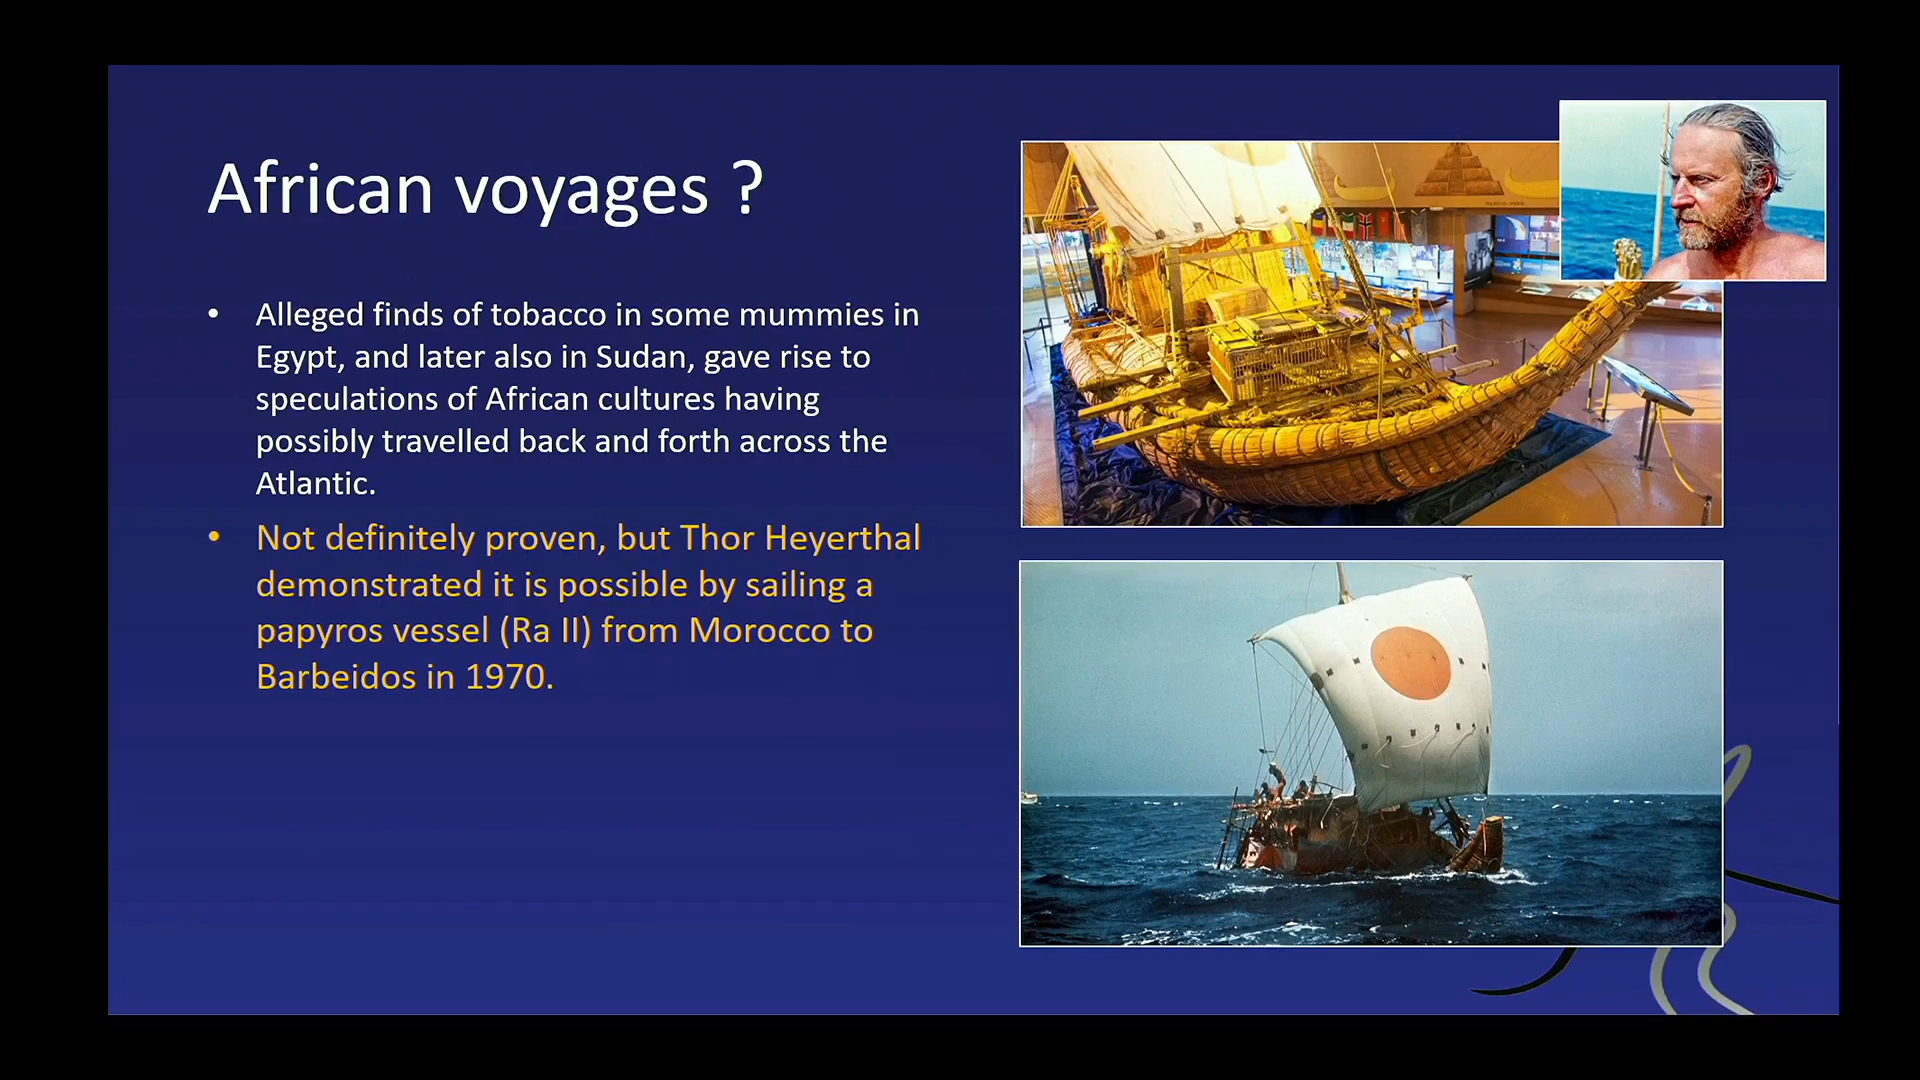 African voyages ?
• Alleged finds of tobacco in some mummies in
Egypt, and later also in Sudan, gave rise to
speculations of African cultures having
possibly travelled back and forth across the
Atlantic.
• Not definitely proven, but Thor Heyerthal
demonstrated it is possible by sailing a
papyros vessel (Ra II) from Morocco to
Barbeidos in 1970.